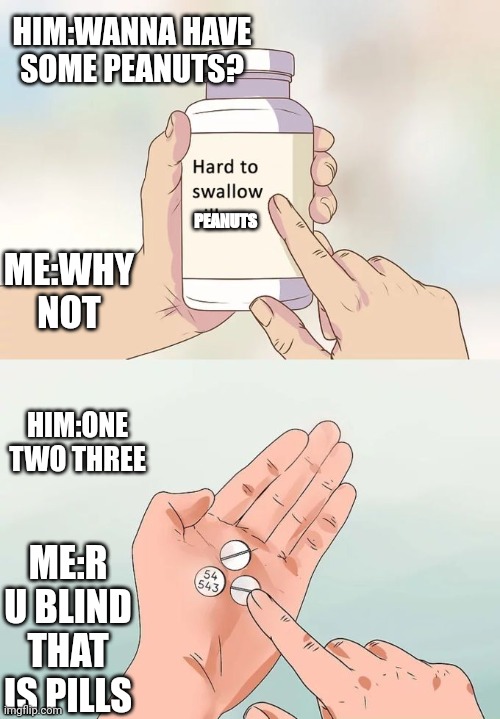 HIM:WANNA HAVE
SOME PEANUTS?
Hard to
swallow
PEANUTS
ME:WHY
NOT
HIM:ONE
TWO THREE
54
543
ME:R
U BLIND
THAT
IS PILLS
imgflip.com